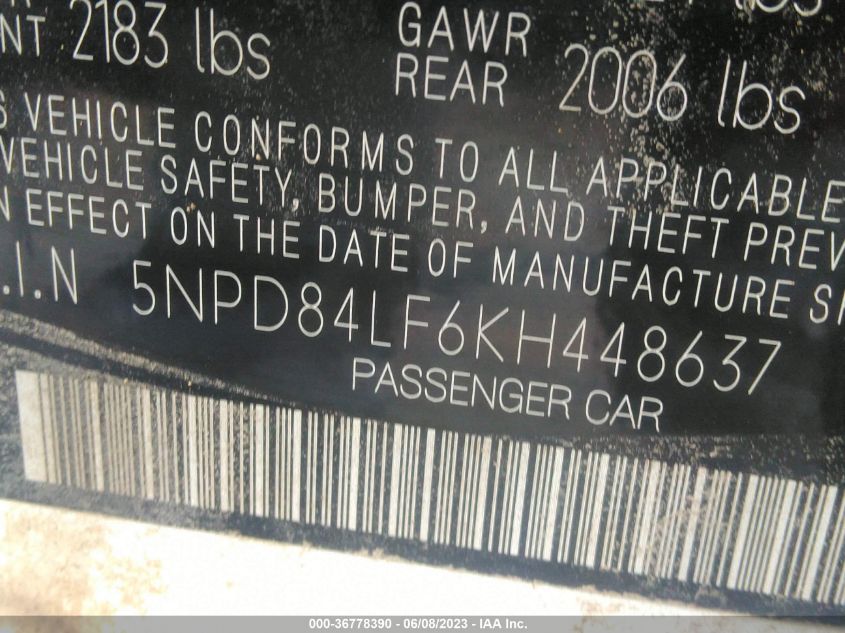 NT 2183 lbs
GAWR
REAR 2006 lbs
S VEHICLE CONFORMS TO ALL APPLICABLE
VEHICLE SAFETY, BUMPER, AND THEFT PREV
N EFFECT ON THE DATE OF MANUFACTURE SH
.I.N 5NPD84LF6KH448637
PASSENGER CAR
000-36778390 - 06/08/2023 - IAA Inc.